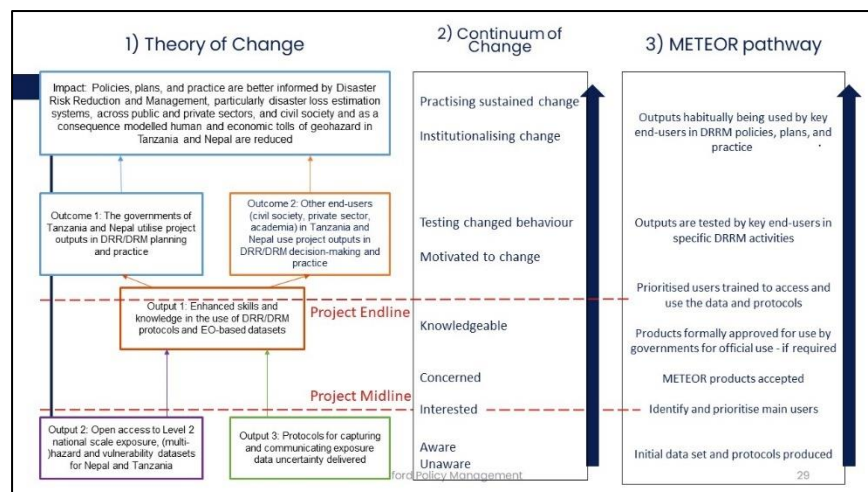 1) Theory of Change
Impact: Policies, plans, and practice are better informed by Disaster
Risk Reduction and Management, particularly disaster loss estimation
systems, across public and private sectors, and civil society and as a
consequence modelled human and economic tolls of geohazard in
Tanzania and Nepal are reduced
Outcome 1: The governments of
Tanzania and Nepal utilise project
outputs in DRR/DRM planning
and practice
Outcome 2: Other end-users
(civil society, private sector,
academia) in Tanzania and
Nepal use project outputs in
DRR/DRM decision-making and
practice
Output 1: Enhanced skills and
knowledge in the use of DRR/DRM
protocols and EO-based datasets
Project Endline
Project Midline
Output 2: Open access to Level 2
national scale exposure, (multi-
)hazard and vulnerability datasets
for Nepal and Tanzania
Output 3: Protocols for capturing
and communicating exposure
data uncertainty delivered
2) Continuum of
Change
Practising sustained change
Institutionalising change
Testing changed behaviour
Motivated to change
Knowledgeable
Concerned
Interested
Aware
Unaware
3) METEOR pathway
Outputs habitually being used by key
end-users in DRRM policies, plans, and
practice
Outputs are tested by key end-users in
specific DRRM activities
Prioritised users trained to access and
use the data and protocols
Products formally approved for use by
governments for official use - if required
METEOR products accepted
Identify and prioritise main users
Initial data set and protocols produced
ford Policy Management
29